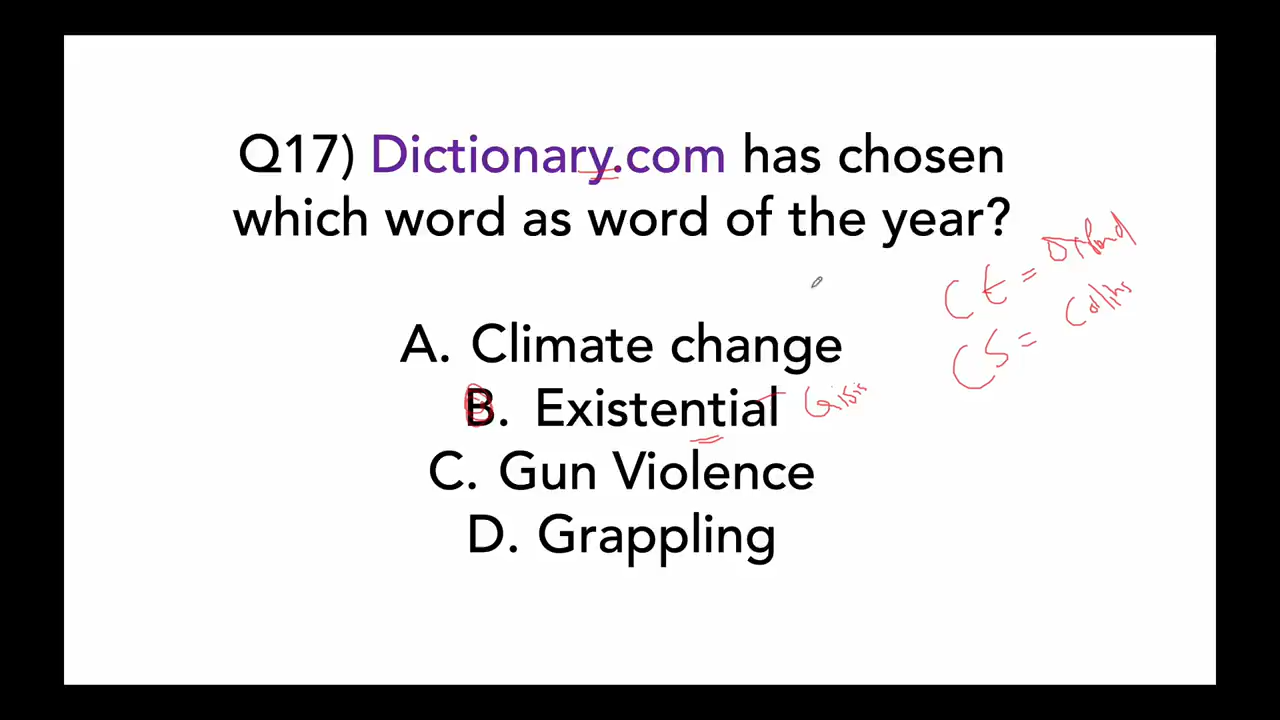 Q17) Dictionary.com has chosen
which word as word of the year?
CE = Oxford
CS = Collins
A. Climate change
B. Existential - Crisis
C. Gun Violence
D. Grappling